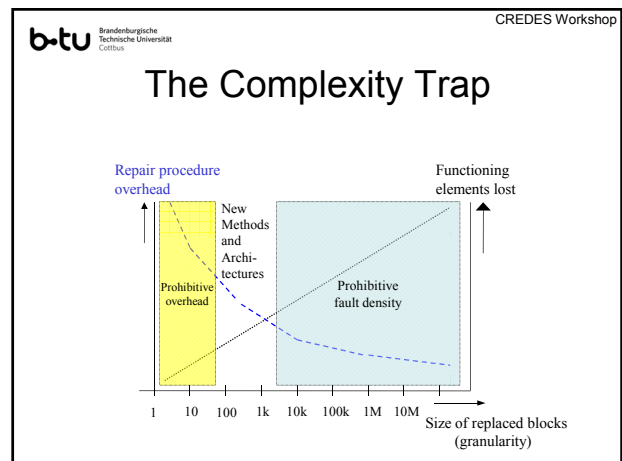 CREDES Workshop
b-tu
Brandenburgische
Technische Universität
Cottbus
The Complexity Trap
Repair procedure
overhead
Functioning
elements lost
New
Methods
and
Archi-
tectures
Prohibitive
overhead
Prohibitive
fault density
1 10 100 1k 10k 100k 1M 10M
Size of replaced blocks
(granularity)